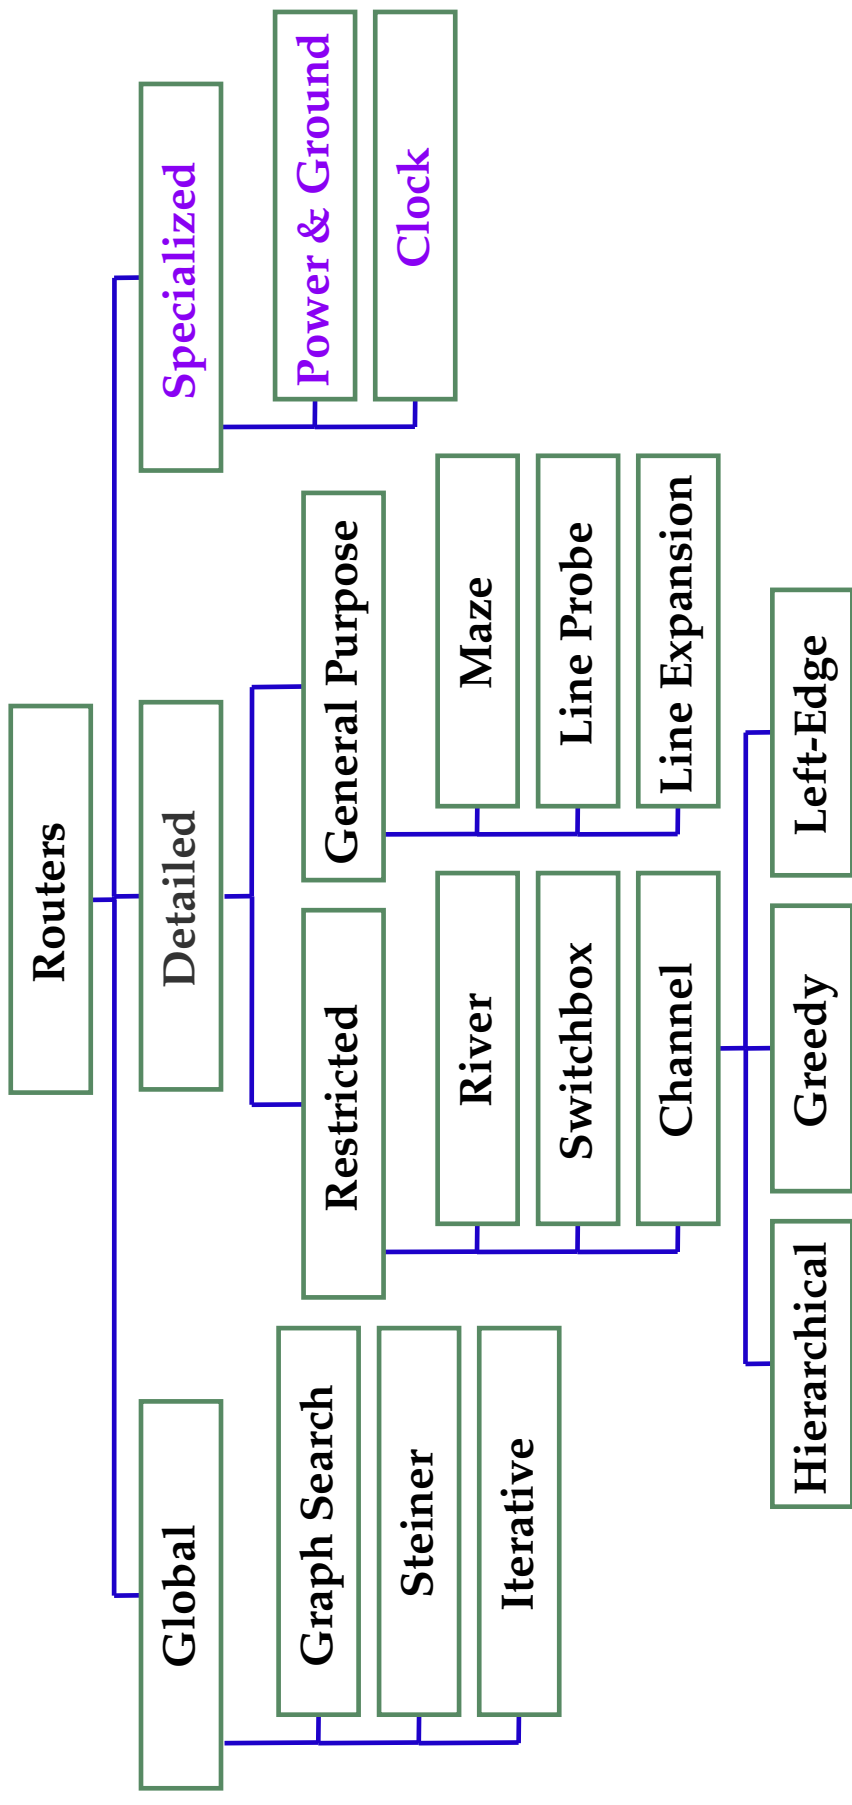 Routers
Global
Detailed
Specialized
Graph Search
Steiner
Iterative
Restricted
General Purpose
Power & Ground
Clock
River
Switchbox
Channel
Maze
Line Probe
Line Expansion
Hierarchical
Greedy
Left-Edge